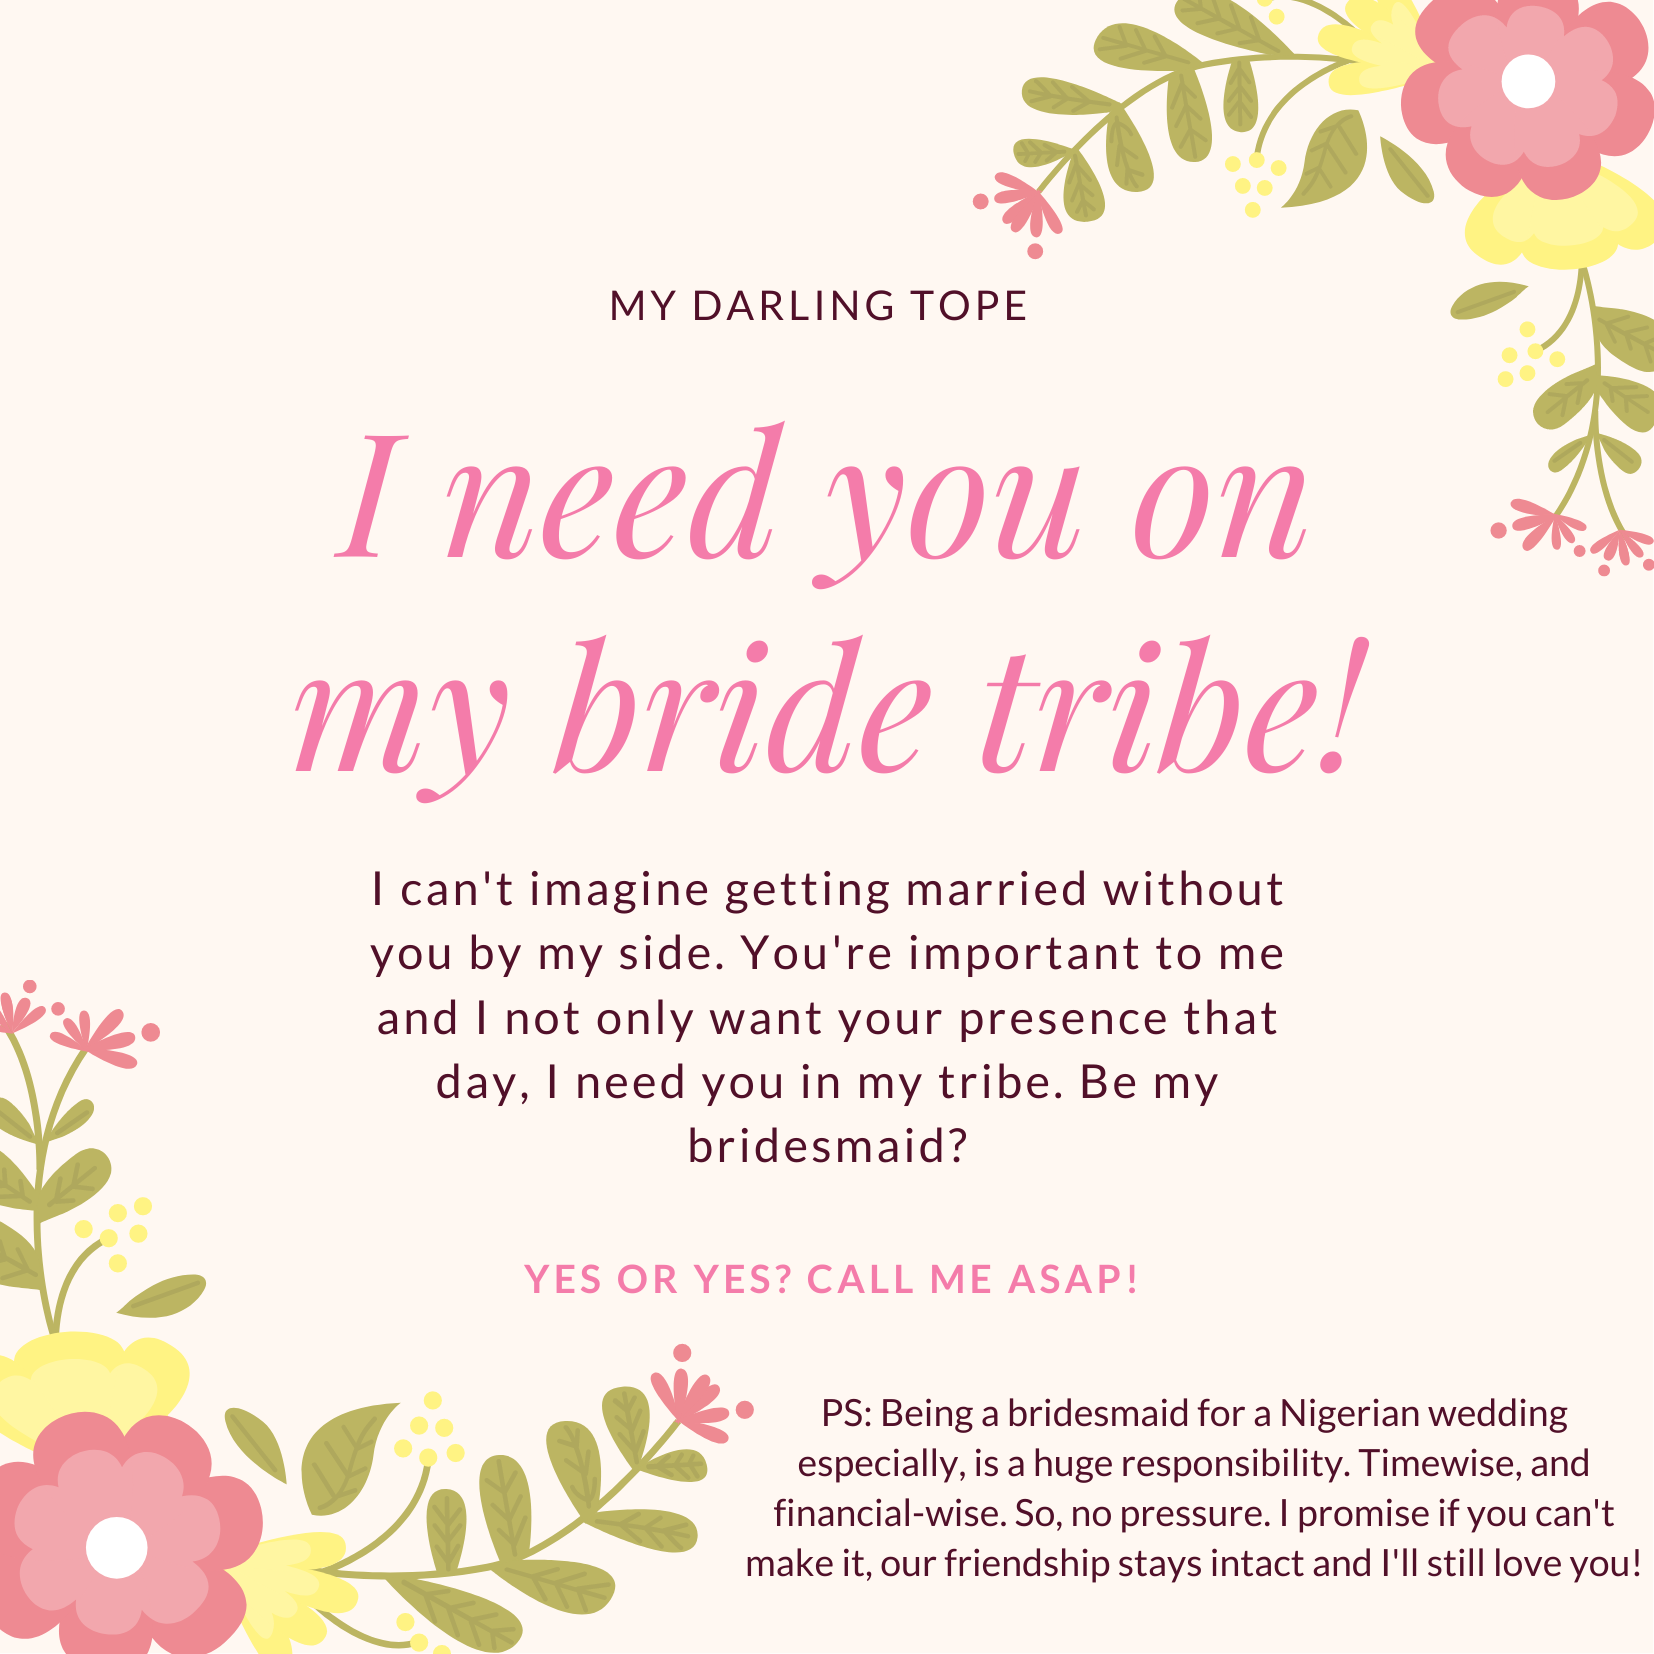 MY DARLING TOPE
I need you on
my bride tribe!
I can't imagine getting married without
you by my side. You're important to me
and I not only want your presence that
day, I need you in my tribe. Be my
bridesmaid?
YES OR YES? CALL ME ASAP!
PS: Being a bridesmaid for a Nigerian wedding
especially, is a huge responsibility. Timewise, and
financial-wise. So, no pressure. I promise if you can't
make it, our friendship stays intact and I'll still love you!